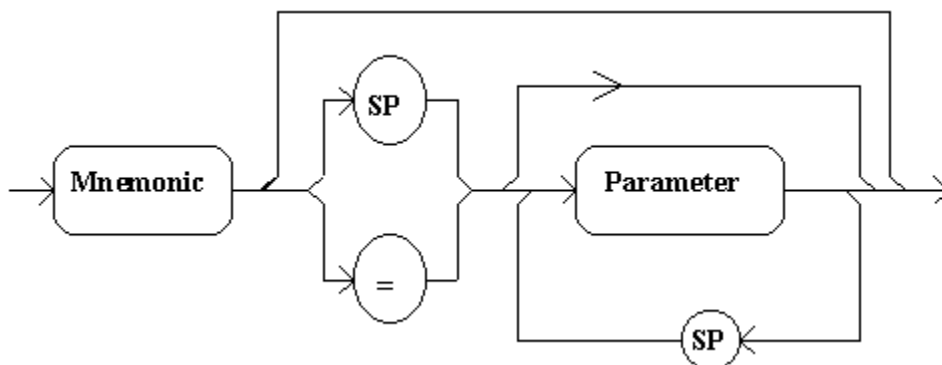 SP
Mnemonic
Parameter
=
SP